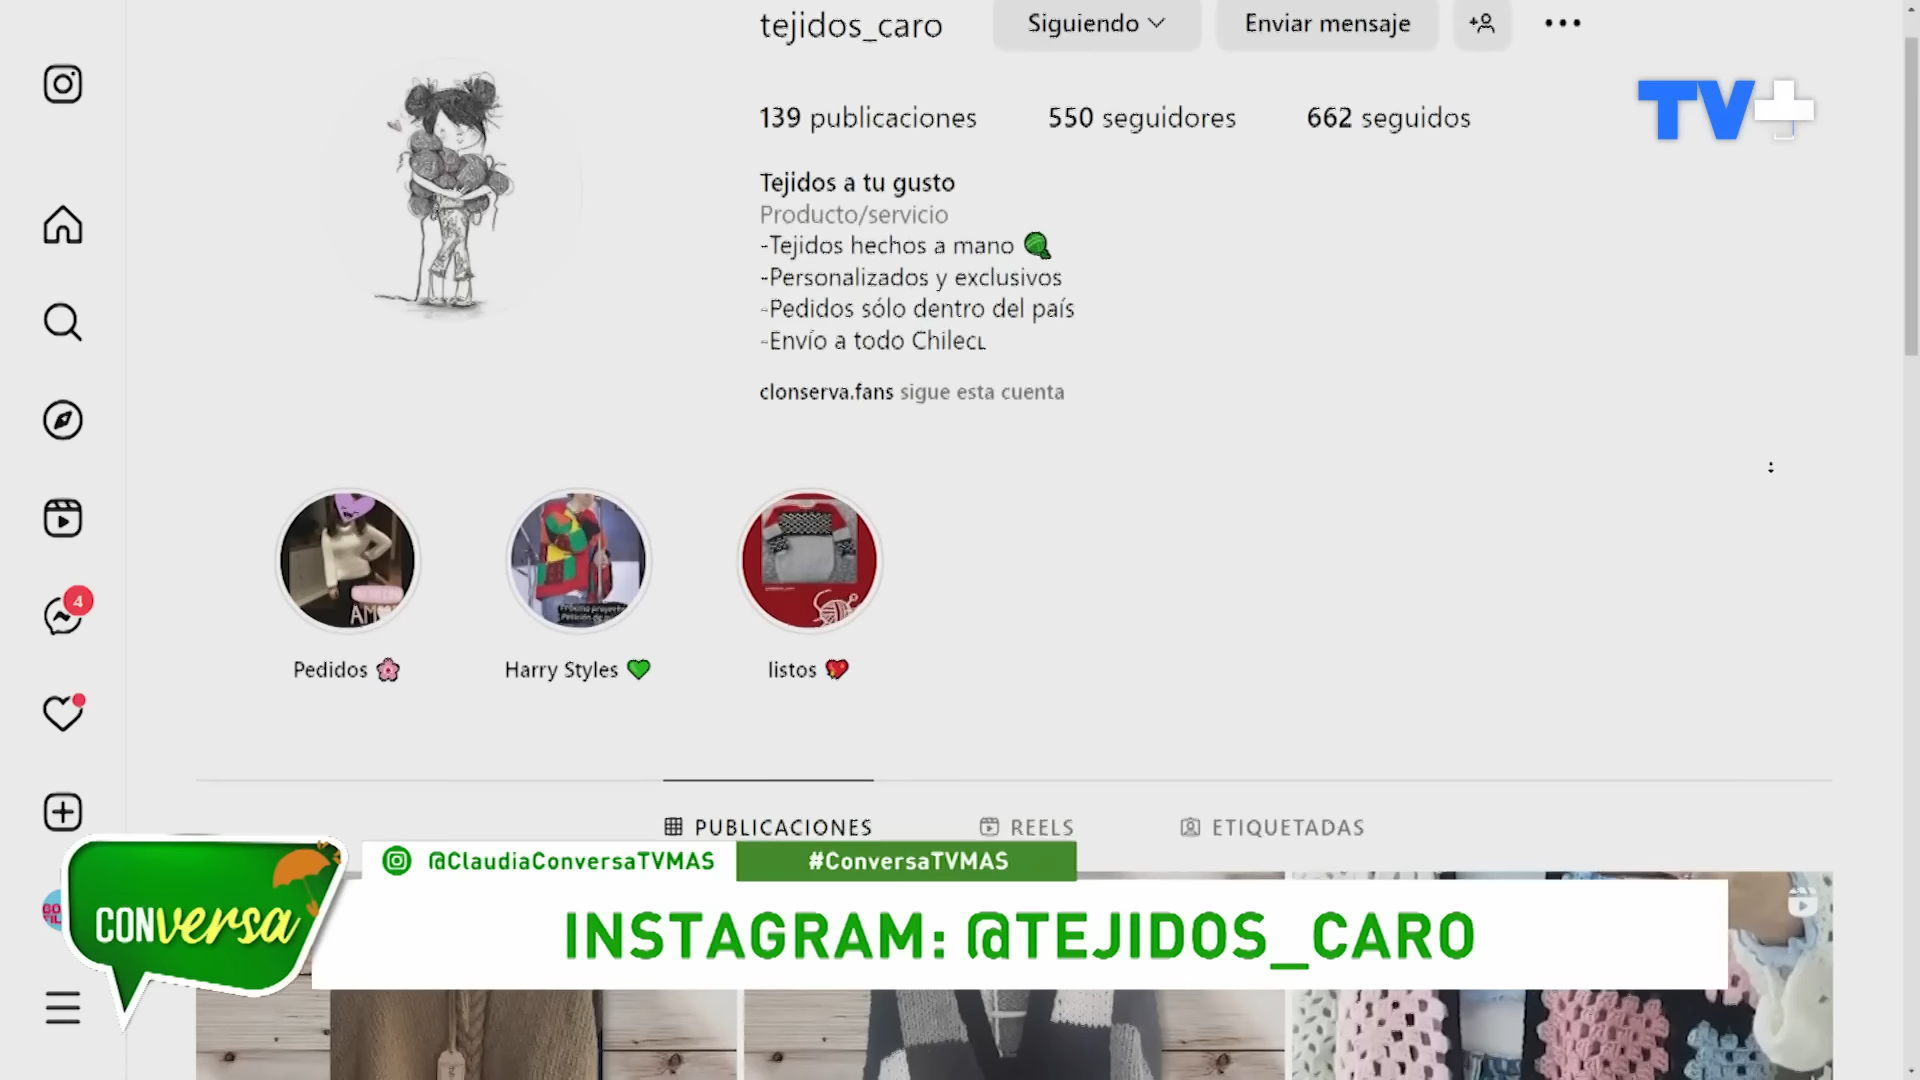 tejidos_caro Siguiendo Enviar mensaje
TV+
139 publicaciones 550 seguidores 662 seguidos
Tejidos a tu gusto
Producto/servicio
-Tejidos hechos a mano
-Personalizados y exclusivos
-Pedidos sólo dentro del país
-Envío a todo ChileCL
clonserva.fans sigue esta cuenta
4
Pedidos Harry Styles listos
PUBLICACIONES REELS ETIQUETADAS
@ClaudiaConversaTVMAS #ConversaTVMAS
CONversa
INSTAGRAM: @TEJIDOS_CARO